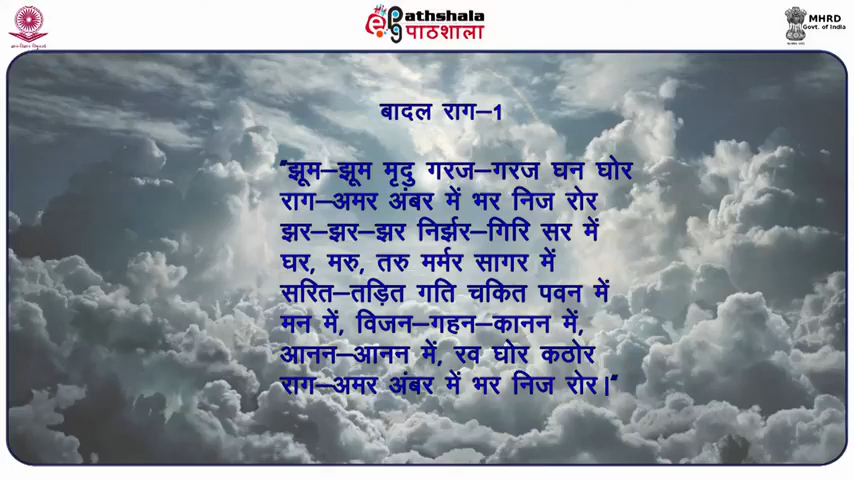 ePathshala
पाठशाला
MHRD
Govt. of India
बादल राग–1
"झूम–झूम मृदु गरज–गरज घन घोर
राग–अमर अंबर में भर निज रोर
झर–झर–झर निर्झर–गिरि सर में
घर, मरु, तरु मर्मर सागर में
सरित–तड़ित गति चकित पवन में
मन में, विजन–गहन–कानन में,
आनन–आनन में, रव घोर कठोर
राग–अमर अंबर में भर निज रोर|"